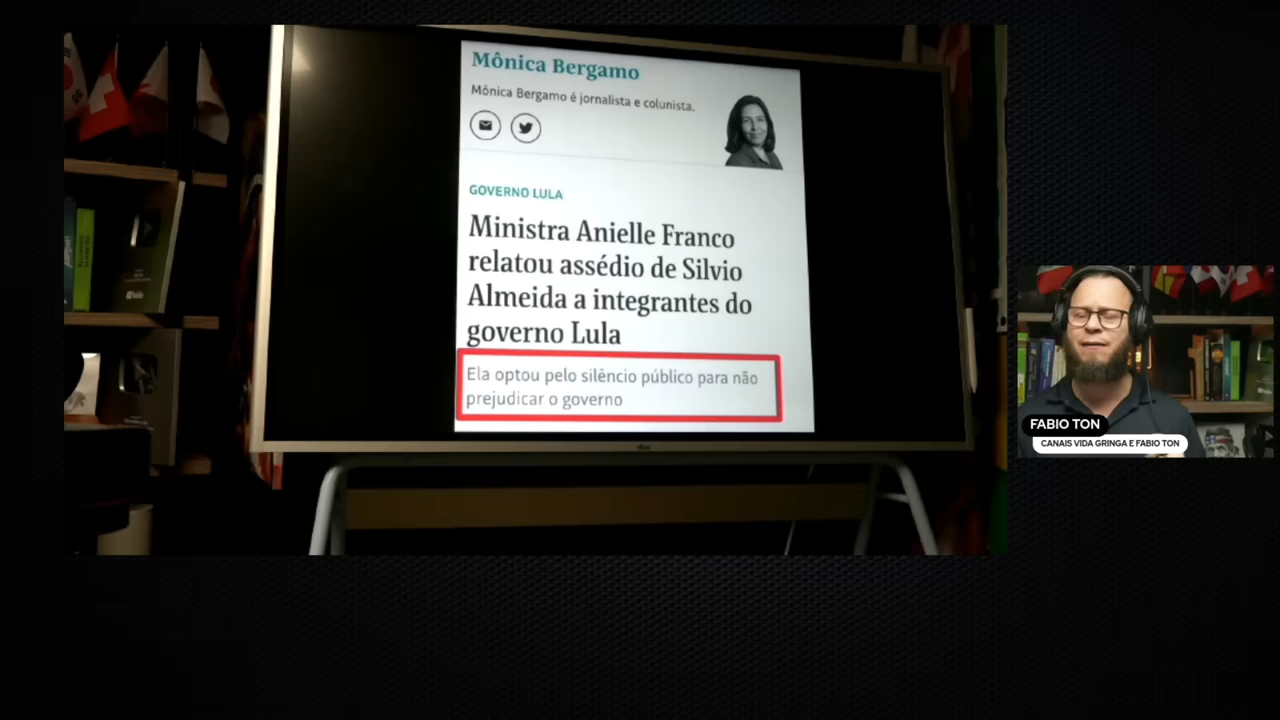 Mônica Bergamo
Mônica Bergamo é jornalista e colunista.
GOVERNO LULA
Ministra Anielle Franco
relatou assédio de Silvio
Almeida a integrantes do
governo Lula
Ela optou pelo silêncio público para não
prejudicar o governo
FABIO TON
CANAIS VIDA GRINGA E FABIO TON